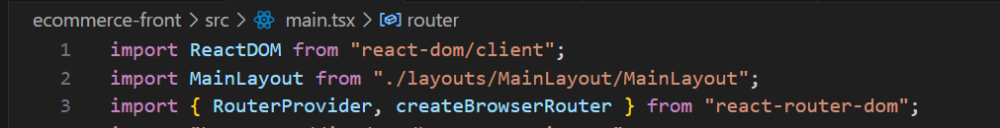 ecommerce-front > src > main.tsx > router
1 import ReactDOM from "react-dom/client";
2 import MainLayout from "./layouts/MainLayout/MainLayout";
3 import { RouterProvider, createBrowserRouter } from "react-router-dom";